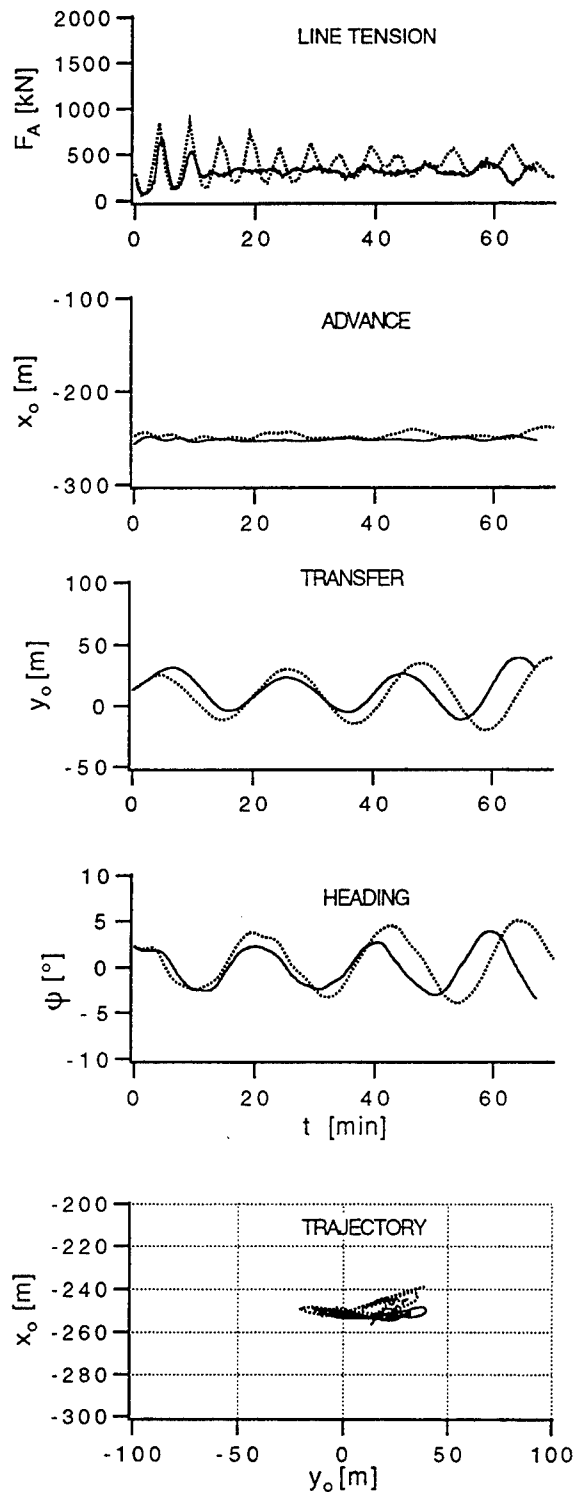 LINE TENSION
F_A [kN]
2000
1500
1000
500
0
0 20 40 60
ADVANCE
x_o [m]
-100
-200
-300
0 20 40 60
TRANSFER
y_o [m]
100
50
0
-50
0 20 40 60
HEADING
ψ [°]
10
5
0
-5
-10
0 20 40 60
t [min]
TRAJECTORY
x_o [m]
-200
-220
-240
-260
-280
-300
-100 -50 0 50 100
y_o [m]